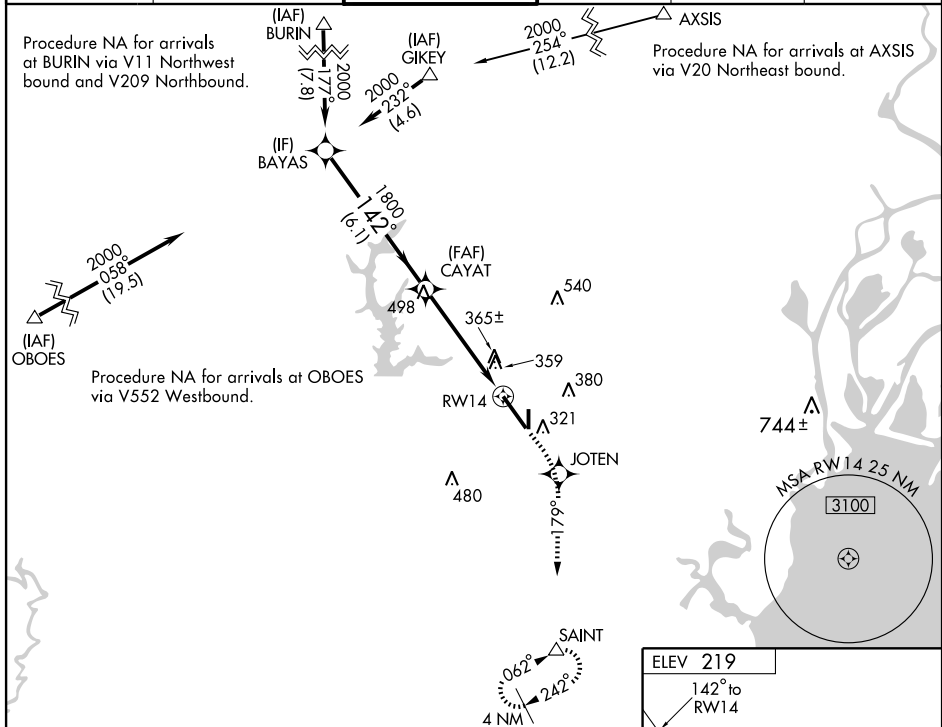 (IAF)
BURIN
Procedure NA for arrivals
at BURIN via V11 Northwest
bound and V209 Northbound.
2000
177°
(7.8)
(IAF)
GIKEY
2000
232°
(4.6)
2000
254°
(12.2)
AXSIS
Procedure NA for arrivals at AXSIS
via V20 Northeast bound.
(IF)
BAYAS
1800
142°
(6.1)
2000
058°
(19.5)
(IAF)
OBOES
(FAF)
CAYAT
498
540
365±
359
Procedure NA for arrivals at OBOES
via V552 Westbound.
380
RW14
321
744±
JOTEN
480
179°
MSA RW14 25 NM
3100
SAINT
062°
242°
4 NM
ELEV 219
142° to
RW14